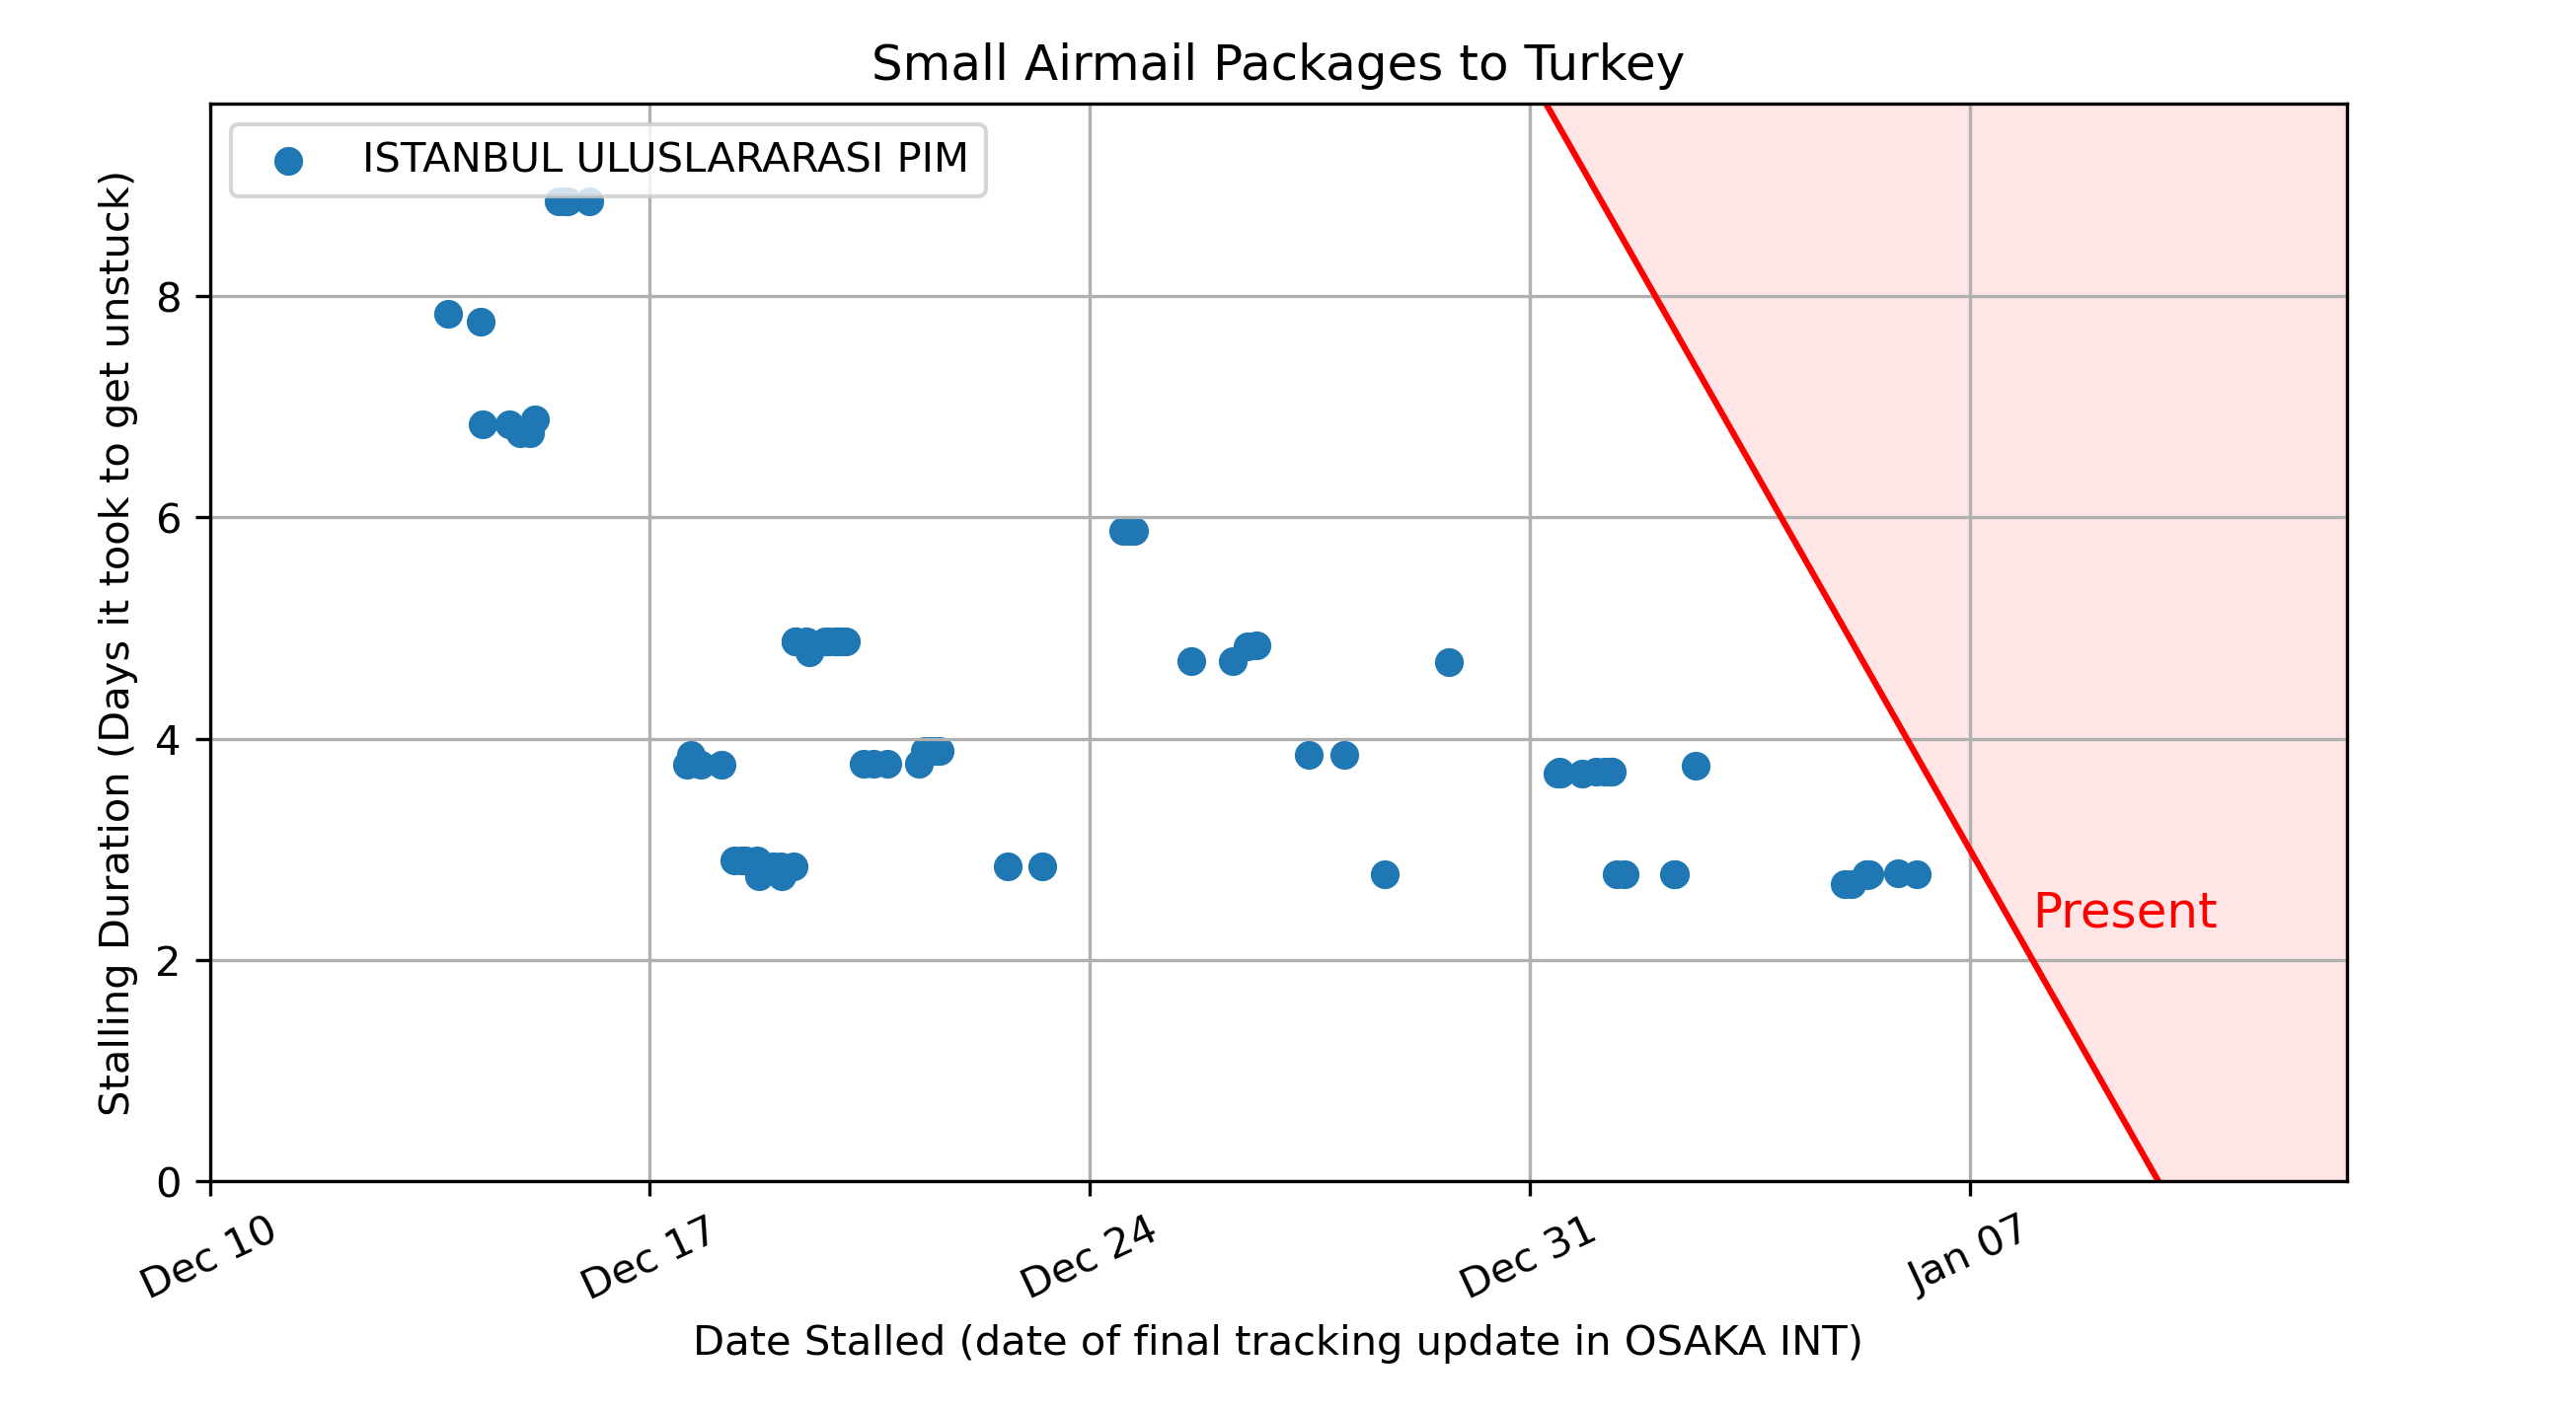 Small Airmail Packages to Turkey
ISTANBUL ULUSLARARASI PIM
Stalling Duration (Days it took to get unstuck)
8
6
4
2
0
Present
Dec 10
Dec 17
Dec 24
Dec 31
Jan 07
Date Stalled (date of final tracking update in OSAKA INT)